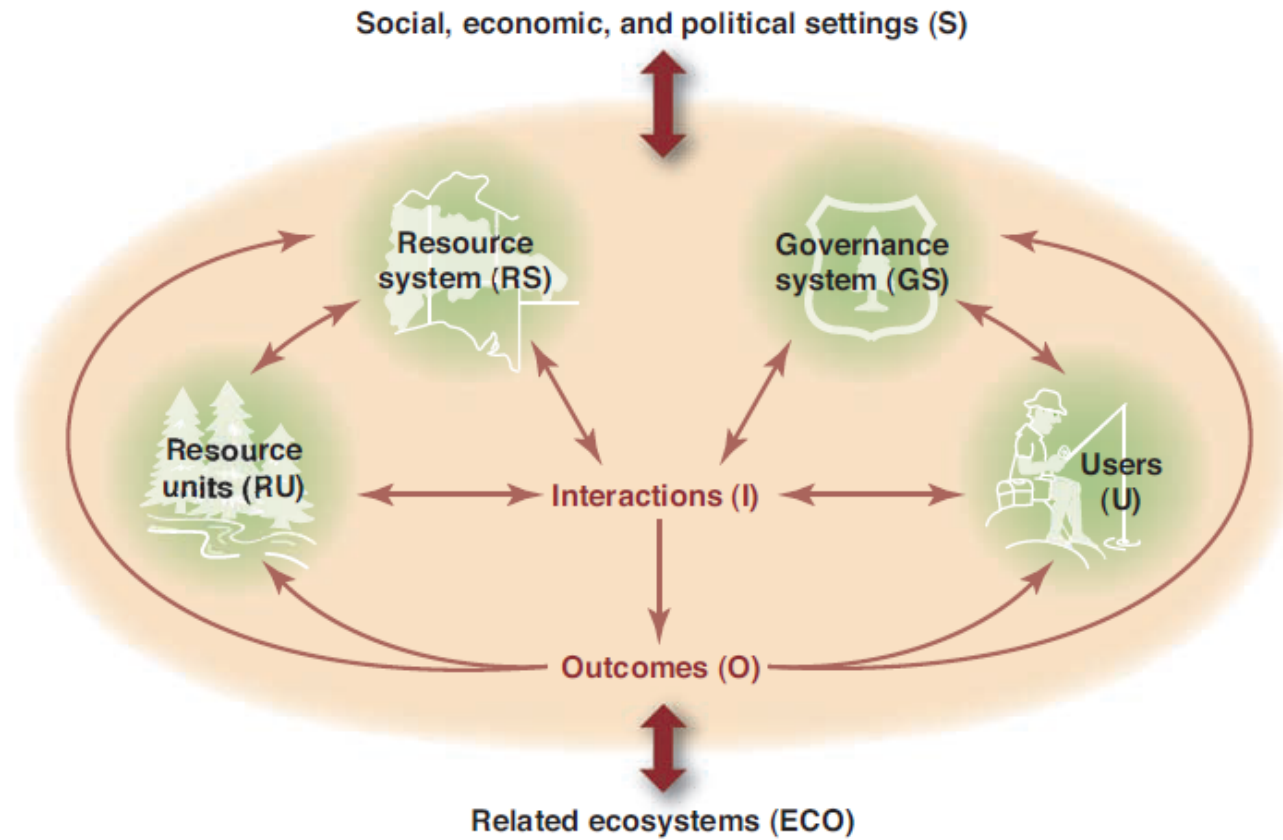 Social, economic, and political settings (S)
Resource
system (RS)
Governance
system (GS)
Resource
units (RU)
Interactions (I)
Users
(U)
Outcomes (O)
Related ecosystems (ECO)